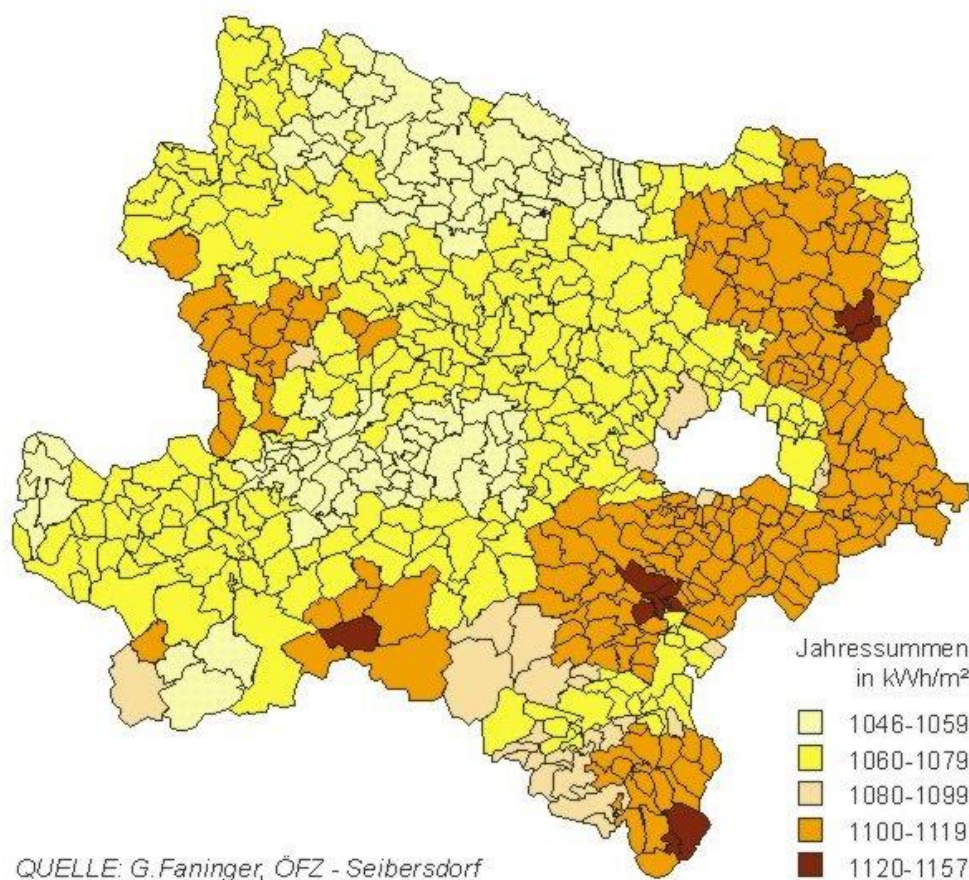 Jahressummen
in kWh/m²
1046-1059
1060-1079
1080-1099
1100-1119
1120-1157
QUELLE: G.Faninger, ÖFZ - Seibersdorf